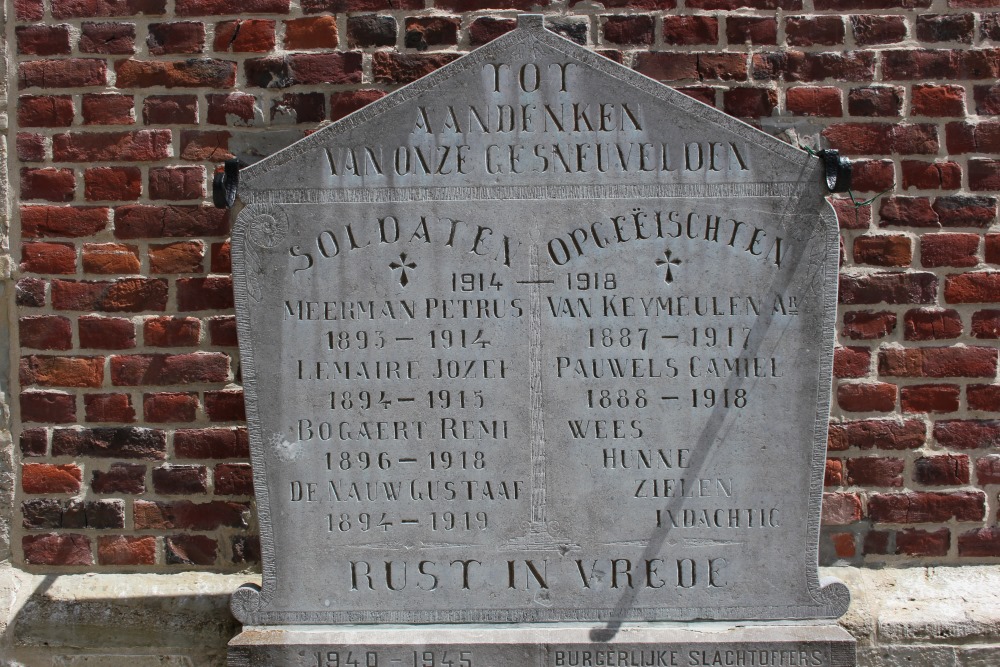 TOT
AANDENKEN
VAN ONZE GESNEUVELDEN
SOLDATEN
OPGEËISCHTEN
1914 — 1918
MEERMAN PETRUS
1893 — 1914
LEMAIRE JOZEF
1894 — 1915
BOGAERT REMI
1896 — 1918
DE NAUW GUSTAAF
1894 — 1919
VAN KEYMEULEN AR
1887 - 1917
PAUWELS CAMIEL
1888 - 1918
WEES
HUNNE
ZIELEN
INDACHTIG
RUST IN VREDE
1940 - 1945
BURGERLIJKE SLACHTOFFERS